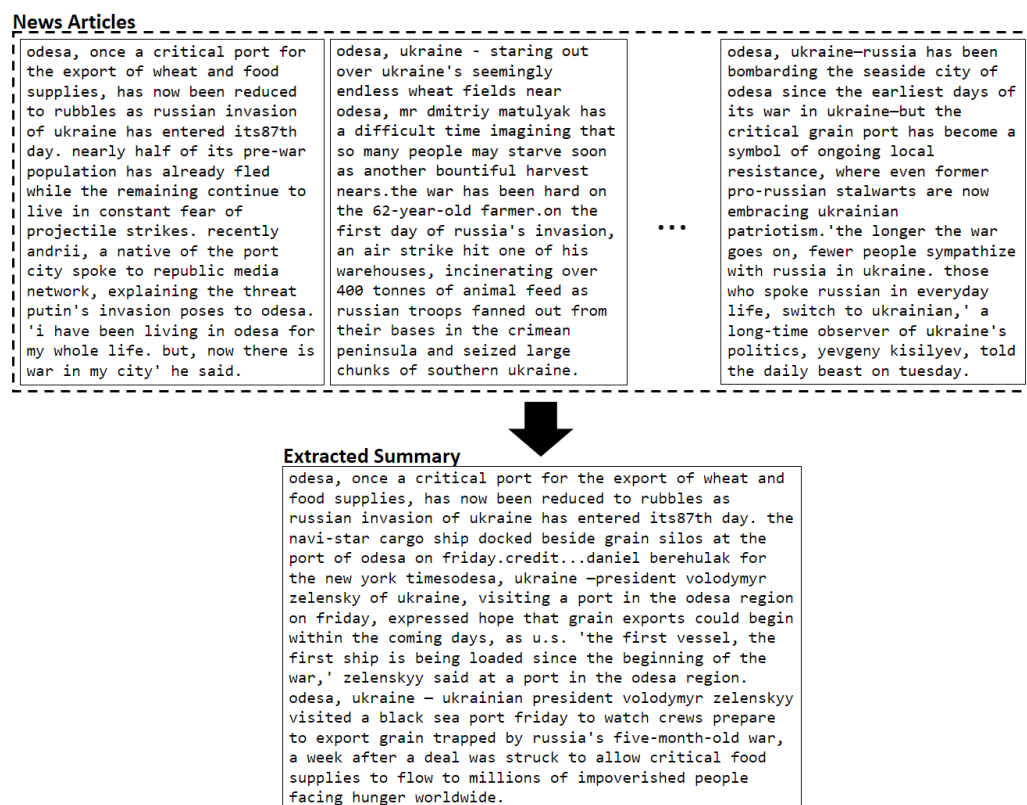 News Articles
odesa, once a critical port for
the export of wheat and food
supplies, has now been reduced
to rubbles as russian invasion
of ukraine has entered its87th
day. nearly half of its pre-war
population has already fled
while the remaining continue to
live in constant fear of
projectile strikes. recently
andrii, a native of the port
city spoke to republic media
network, explaining the threat
putin's invasion poses to odesa.
'i have been living in odesa for
my whole life. but, now there is
war in my city' he said.
odesa, ukraine - staring out
over ukraine's seemingly
endless wheat fields near
odesa, mr dmitriy matulyak has
a difficult time imagining that
so many people may starve soon
as another bountiful harvest
nears.the war has been hard on
the 62-year-old farmer.on the
first day of russia's invasion,
an air strike hit one of his
warehouses, incinerating over
400 tonnes of animal feed as
russian troops fanned out from
their bases in the crimean
peninsula and seized large
chunks of southern ukraine.
...
odesa, ukraine—russia has been
bombarding the seaside city of
odesa since the earliest days of
its war in ukraine—but the
critical grain port has become a
symbol of ongoing local
resistance, where even former
pro-russian stalwarts are now
embracing ukrainian
patriotism.'the longer the war
goes on, fewer people sympathize
with russia in ukraine. those
who spoke russian in everyday
life, switch to ukrainian,' a
long-time observer of ukraine's
politics, yevgeny kisilyev, told
the daily beast on tuesday.
Extracted Summary
odesa, once a critical port for the export of wheat and
food supplies, has now been reduced to rubbles as
russian invasion of ukraine has entered its87th day. the
navi-star cargo ship docked beside grain silos at the
port of odesa on friday.credit...daniel berehulak for
the new york timesodesa, ukraine —president volodymyr
zelensky of ukraine, visiting a port in the odesa region
on friday, expressed hope that grain exports could begin
within the coming days, as u.s. 'the first vessel, the
first ship is being loaded since the beginning of the
war,' zelenskyy said at a port in the odesa region.
odesa, ukraine — ukrainian president volodymyr zelenskyy
visited a black sea port friday to watch crews prepare
to export grain trapped by russia's five-month-old war,
a week after a deal was struck to allow critical food
supplies to flow to millions of impoverished people
facing hunger worldwide.